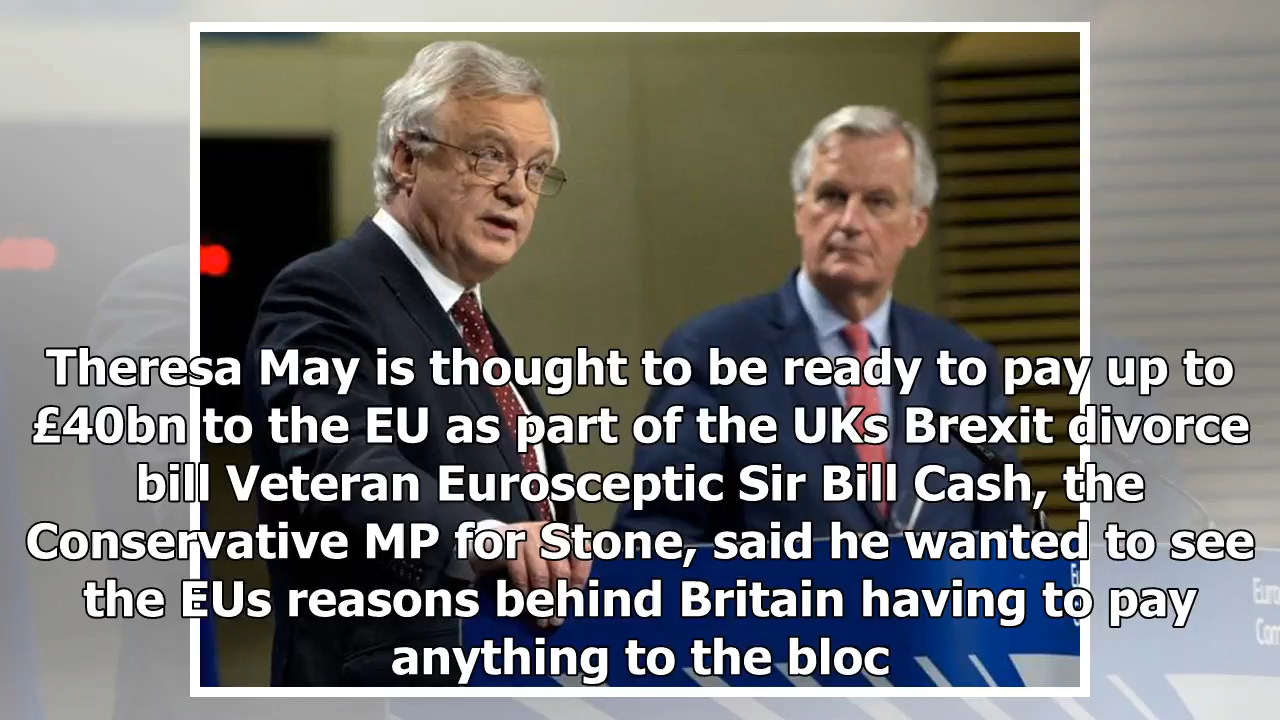 Theresa May is thought to be ready to pay up to
£40bn to the EU as part of the UKs Brexit divorce
bill Veteran Eurosceptic Sir Bill Cash, the
Conservative MP for Stone, said he wanted to see
the EUs reasons behind Britain having to pay
anything to the bloc